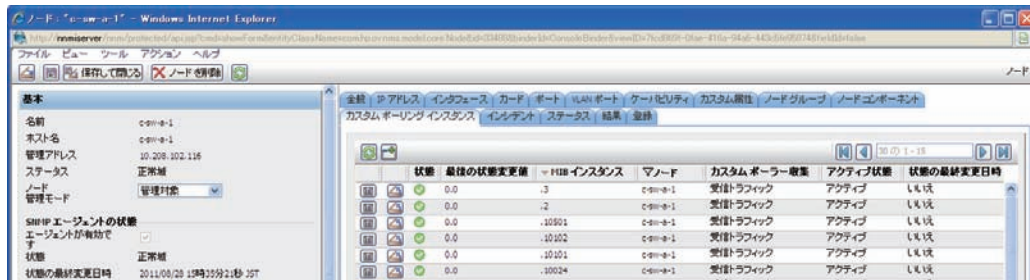 ノード: "c-sw-a-1" - Windows Internet Explorer
ファイル ビュー ツール アクション ヘルプ
保存して閉じる ノードを削除
ノード
基本
名前 c-sw-a-1
ホスト名 c-sw-a-1
管理アドレス 10.208.102.116
ステータス 正常域
ノード管理モード 管理対象
SNMP エージェントの状態
エージェントが有効です
状態 正常域
状態の最終変更日時 2011/08/28 15時35分21秒 JST
全般 IP アドレス インタフェース カード ポート VLAN ポート ケーパビリティ カスタム属性 ノードグループ ノードコンポーネント
カスタム ポーリング インスタンス インシデント ステータス 結果 登録
30 の 1 - 15
状態 最後の状態変更値 MIB インスタンス ノード カスタム ポーラー収集 アクティブ状態 状態の最終変更日時
0.0 .3 c-sw-a-1 受信トラフィック アクティブ いいえ
0.0 .2 c-sw-a-1 受信トラフィック アクティブ いいえ
0.0 .10501 c-sw-a-1 受信トラフィック アクティブ いいえ
0.0 .10102 c-sw-a-1 受信トラフィック アクティブ いいえ
0.0 .10101 c-sw-a-1 受信トラフィック アクティブ いいえ
0.0 .10024 c-sw-a-1 受信トラフィック アクティブ いいえ